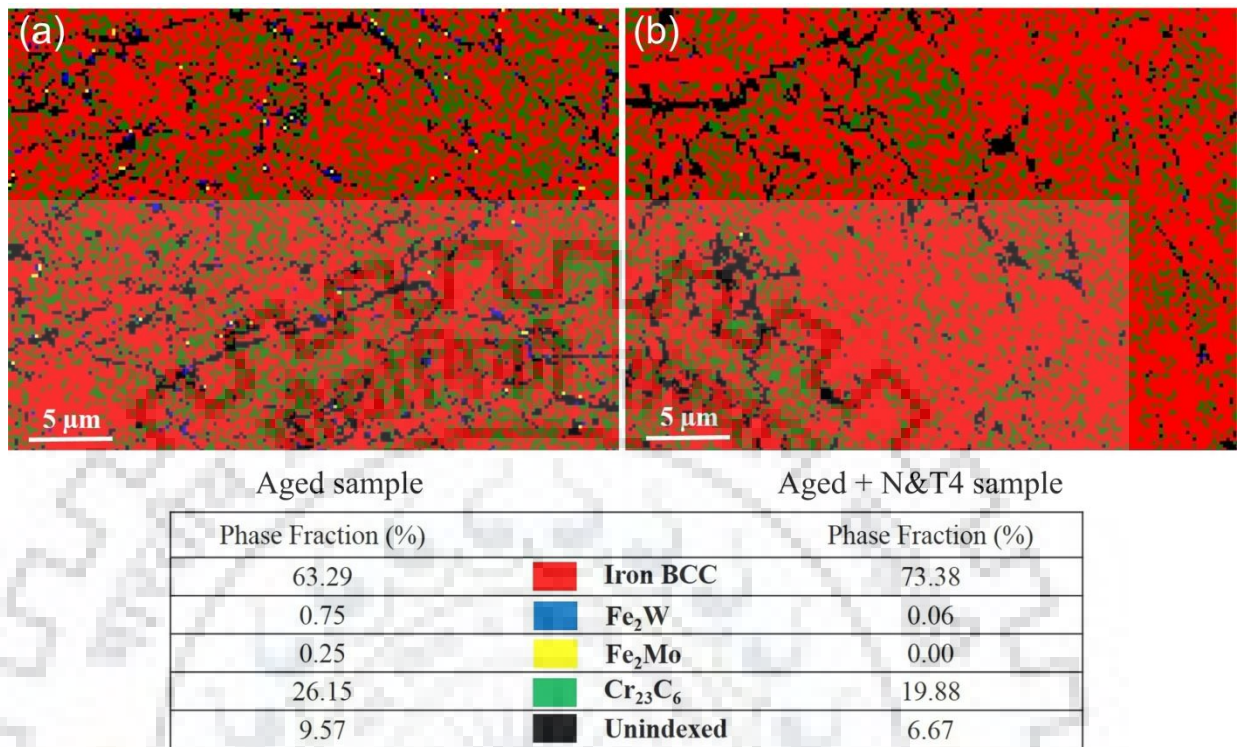 (a) (b)
5 µm 5 µm
Aged sample Aged + N&T4 sample
Phase Fraction (%) Phase Fraction (%)
63.29 Iron BCC 73.38
0.75 Fe₂W 0.06
0.25 Fe₂Mo 0.00
26.15 Cr₂₃C₆ 19.88
9.57 Unindexed 6.67